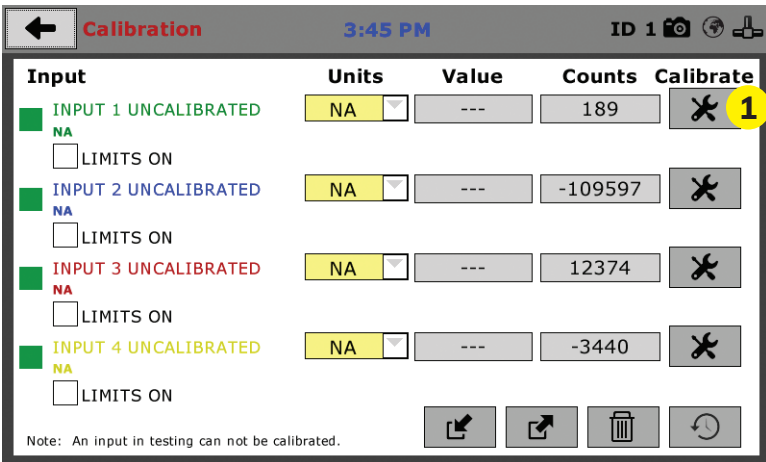 Calibration 3:45 PM ID 1
Input Units Value Counts Calibrate
INPUT 1 UNCALIBRATED NA --- 189 1
NA
LIMITS ON
INPUT 2 UNCALIBRATED NA --- -109597
NA
LIMITS ON
INPUT 3 UNCALIBRATED NA --- 12374
NA
LIMITS ON
INPUT 4 UNCALIBRATED NA --- -3440
NA
LIMITS ON
Note: An input in testing can not be calibrated.